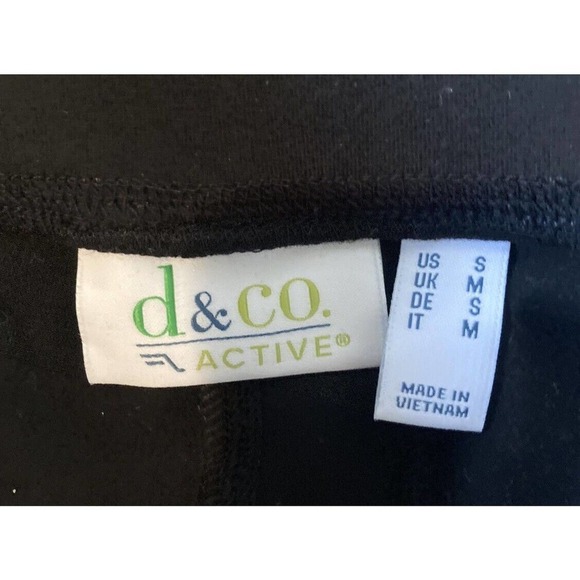 d&co.
ACTIVE®
US S
UK M
DE S
IT M
MADE IN
VIETNAM